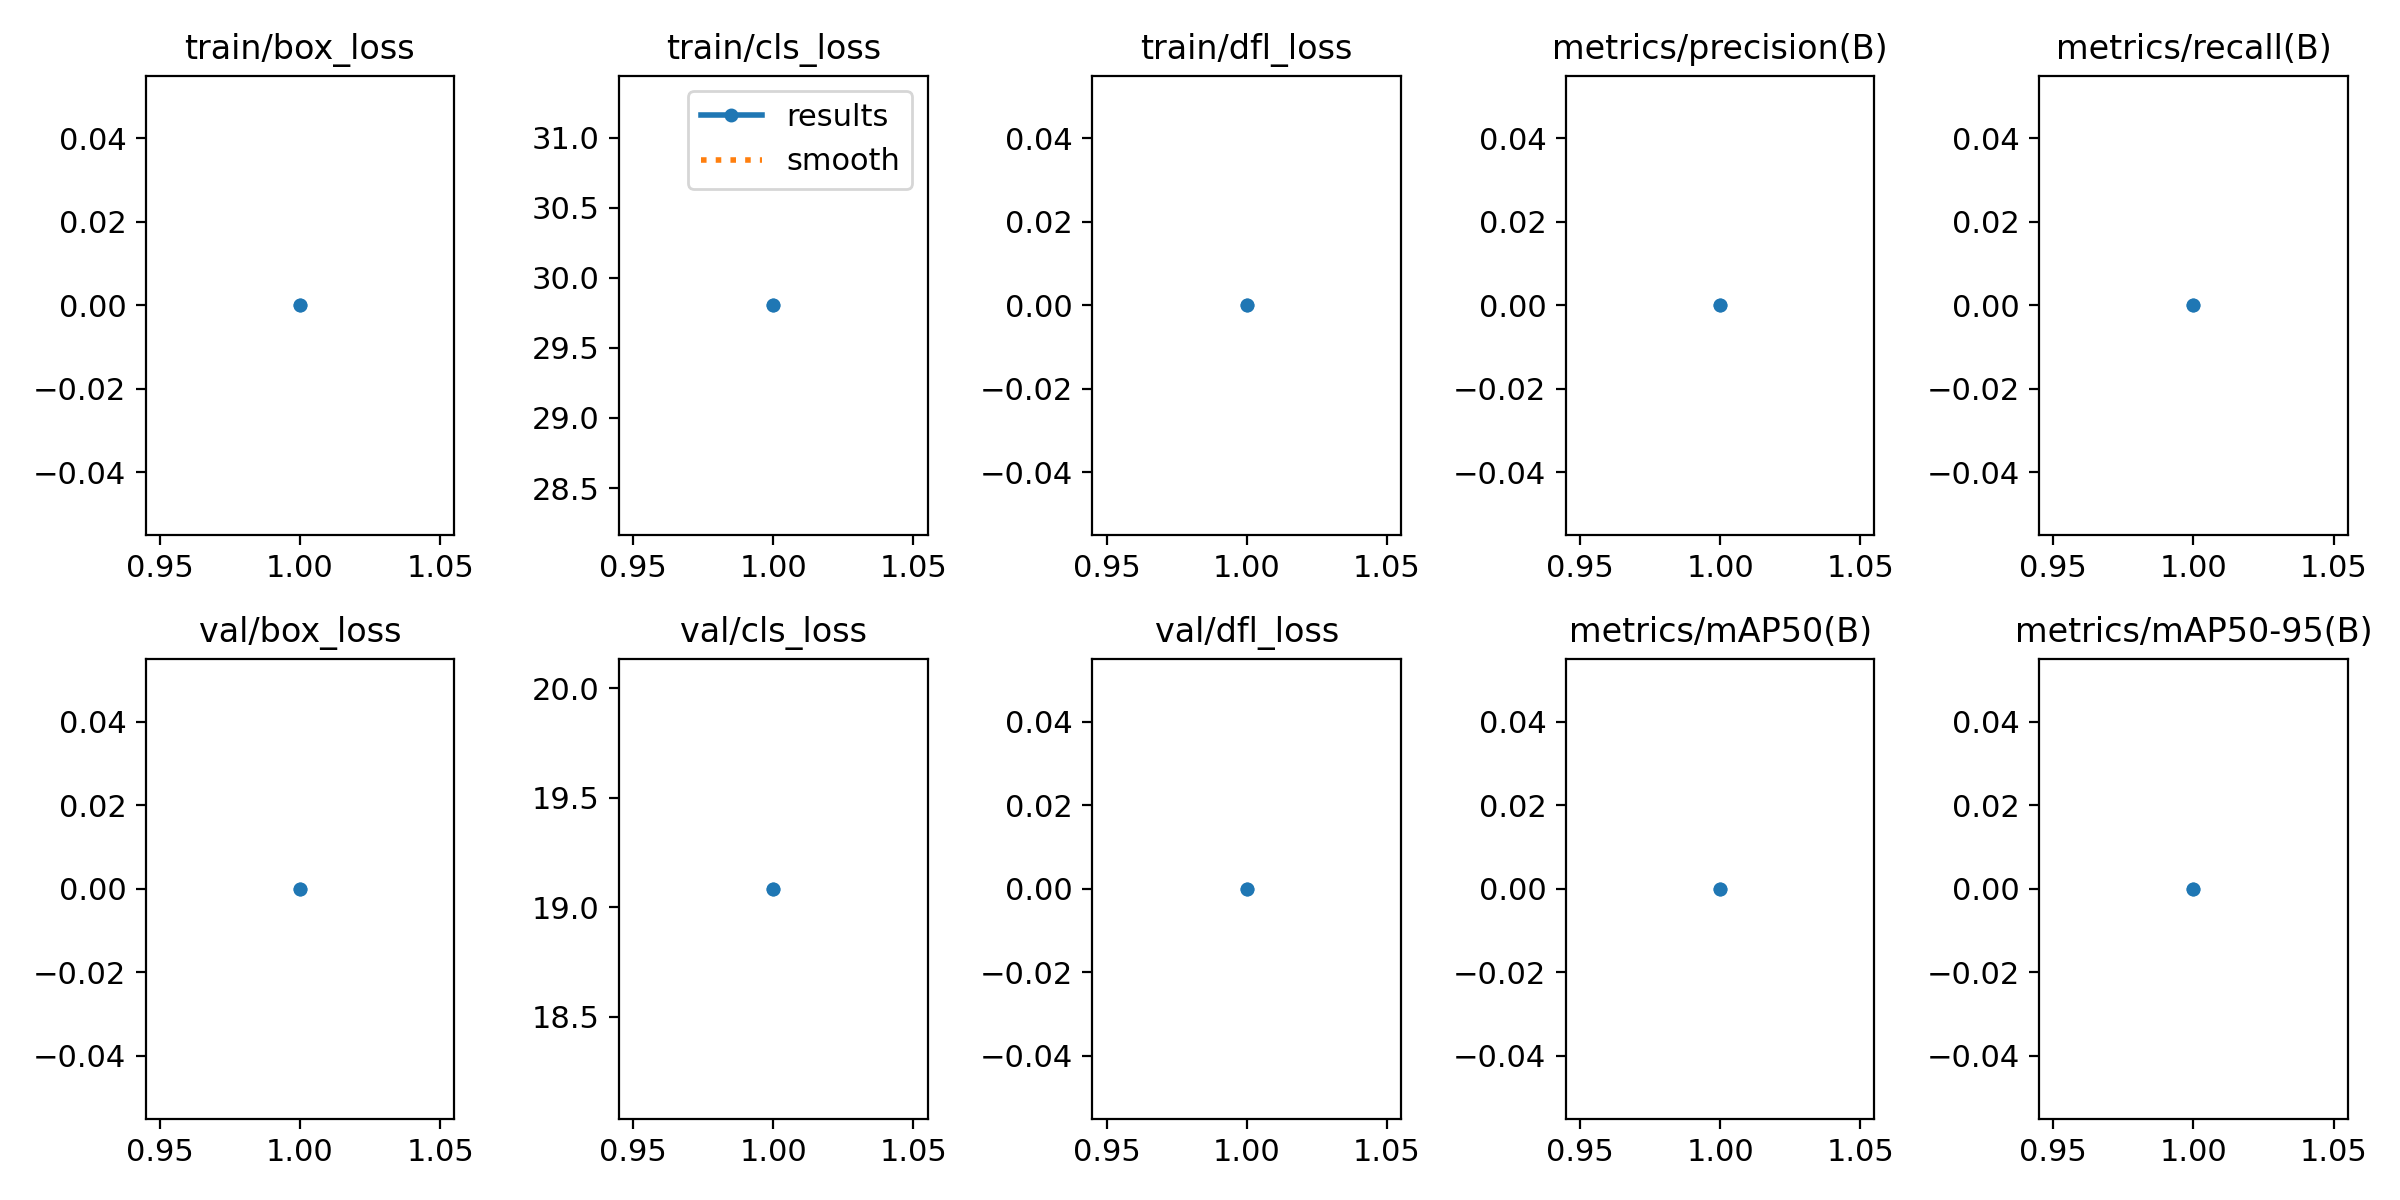 train/box_loss train/cls_loss train/dfl_loss metrics/precision(B) metrics/recall(B)
results
smooth
0.04 31.0 0.04 0.04 0.04
30.5
0.02 0.02 0.02 0.02
30.0
0.00 0.00 0.00 0.00
29.5
−0.02 −0.02 −0.02 −0.02
29.0
−0.04 −0.04 −0.04 −0.04
28.5
0.95 1.00 1.05 0.95 1.00 1.05 0.95 1.00 1.05 0.95 1.00 1.05 0.95 1.00 1.05
val/box_loss val/cls_loss val/dfl_loss metrics/mAP50(B) metrics/mAP50-95(B)
20.0
0.04 0.04 0.04 0.04
19.5
0.02 0.02 0.02 0.02
0.00 0.00 0.00 0.00
19.0
−0.02 −0.02 −0.02 −0.02
18.5
−0.04 −0.04 −0.04 −0.04
0.95 1.00 1.05 0.95 1.00 1.05 0.95 1.00 1.05 0.95 1.00 1.05 0.95 1.00 1.05